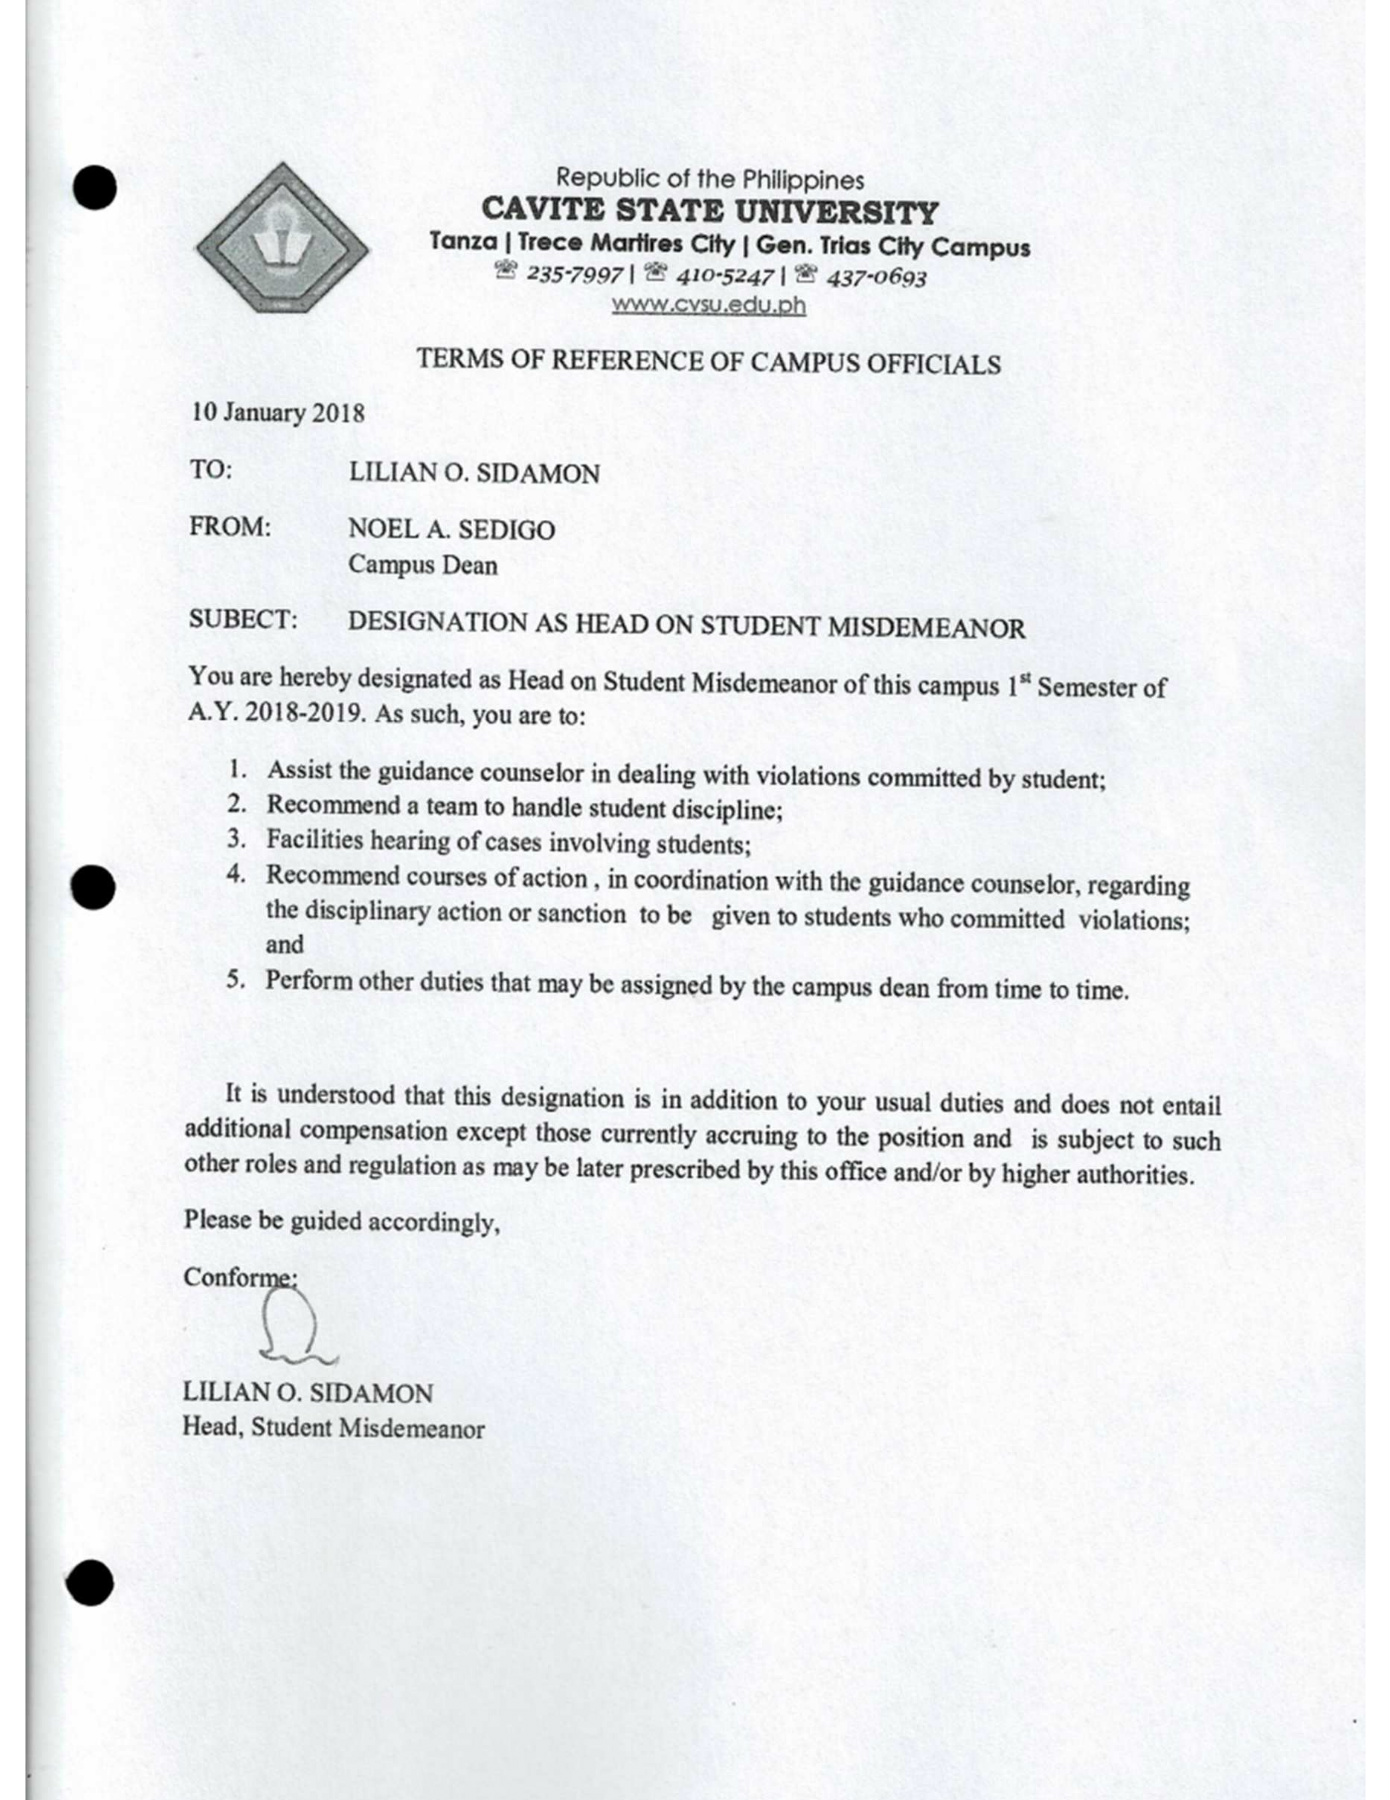 Republic of the Philippines
CAVITE STATE UNIVERSITY
Tanza | Trece Martires City | Gen. Trias City Campus
☏ 235-7997 | ☏ 410-5247 | ☏ 437-0693
www.cvsu.edu.ph
TERMS OF REFERENCE OF CAMPUS OFFICIALS
10 January 2018
TO: LILIAN O. SIDAMON
FROM: NOEL A. SEDIGO
Campus Dean
SUBECT: DESIGNATION AS HEAD ON STUDENT MISDEMEANOR
You are hereby designated as Head on Student Misdemeanor of this campus 1st Semester of
A.Y. 2018-2019. As such, you are to:
1. Assist the guidance counselor in dealing with violations committed by student;
2. Recommend a team to handle student discipline;
3. Facilities hearing of cases involving students;
4. Recommend courses of action , in coordination with the guidance counselor, regarding
the disciplinary action or sanction to be given to students who committed violations;
and
5. Perform other duties that may be assigned by the campus dean from time to time.
It is understood that this designation is in addition to your usual duties and does not entail
additional compensation except those currently accruing to the position and is subject to such
other roles and regulation as may be later prescribed by this office and/or by higher authorities.
Please be guided accordingly,
Conforme:
LILIAN O. SIDAMON
Head, Student Misdemeanor